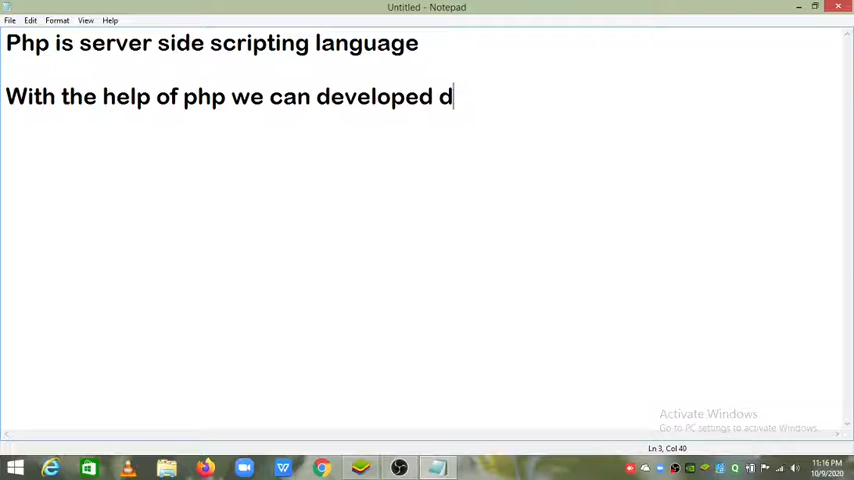 Untitled - Notepad
File Edit Format View Help
Php is server side scripting language
With the help of php we can developed d
Activate Windows
Go to PC settings to activate Windows.
Ln 3, Col 40
11:16 PM
10/9/2020